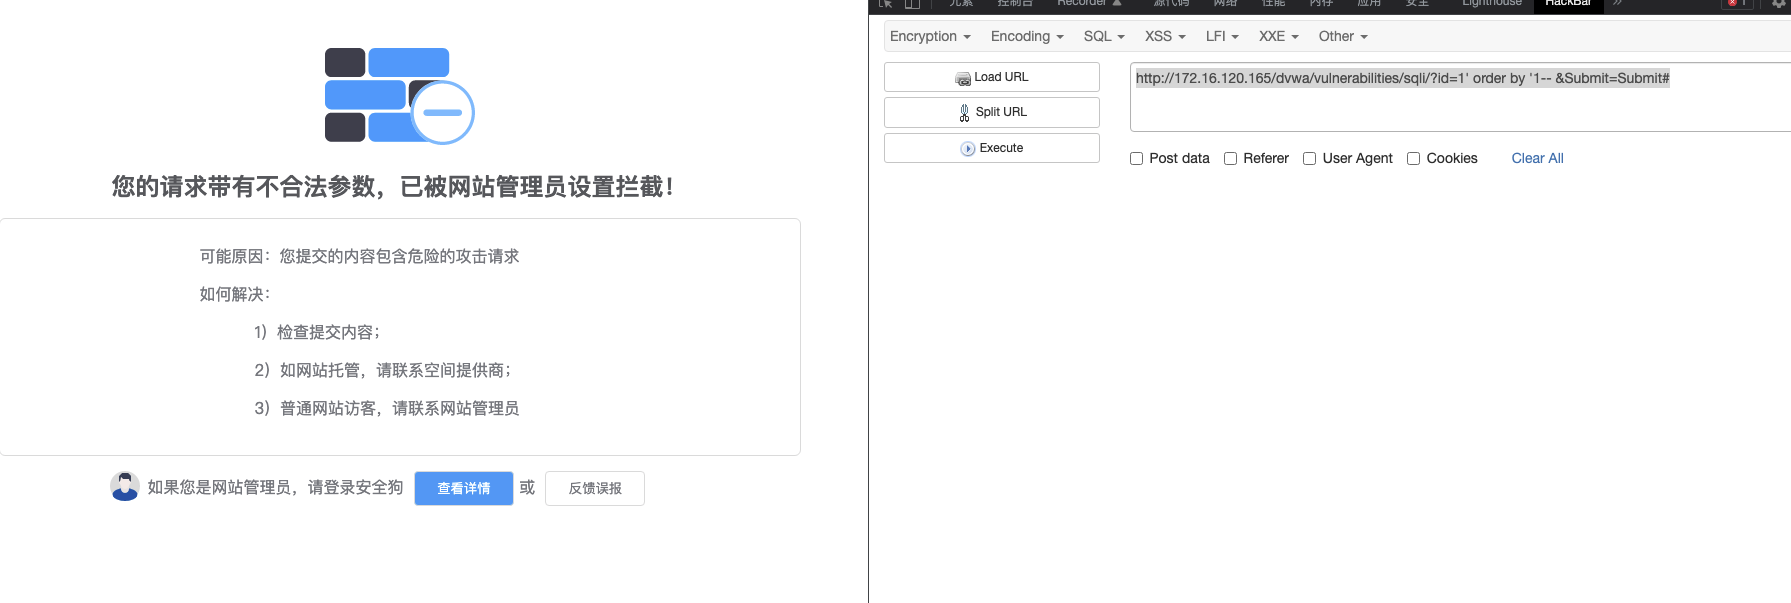 元素 控制台 Recorder 源代码 网络 性能 内存 应用 安全 Lighthouse HackBar » 1
Encryption Encoding SQL XSS LFI XXE Other
Load URL
Split URL
Execute
http://172.16.120.165/dvwa/vulnerabilities/sqli/?id=1' order by '1-- &Submit=Submit#
Post data Referer User Agent Cookies Clear All
您的请求带有不合法参数，已被网站管理员设置拦截！
可能原因：您提交的内容包含危险的攻击请求
如何解决：
1）检查提交内容；
2）如网站托管，请联系空间提供商；
3）普通网站访客，请联系网站管理员
如果您是网站管理员，请登录安全狗 查看详情 或 反馈误报